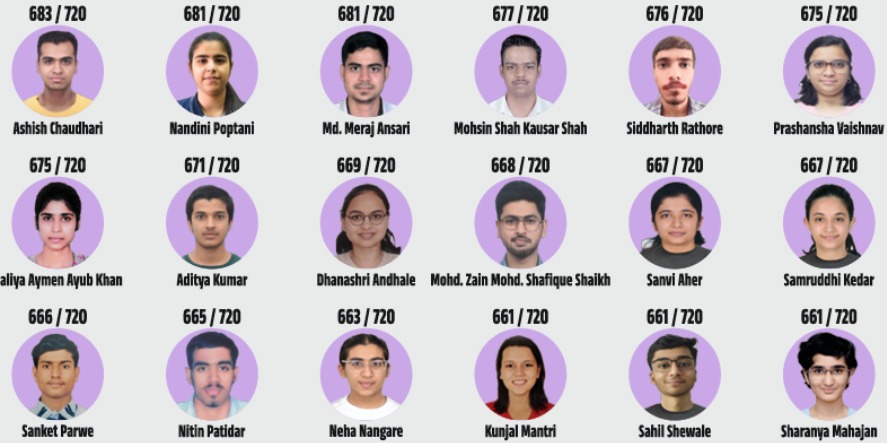 683 / 720 681 / 720 681 / 720 677 / 720 676 / 720 675 / 720
Ashish Chaudhari Nandini Poptani Md. Meraj Ansari Mohsin Shah Kausar Shah Siddharth Rathore Prashansha Vaishnav
675 / 720 671 / 720 669 / 720 668 / 720 667 / 720 667 / 720
aliya Aymen Ayub Khan Aditya Kumar Dhanashri Andhale Mohd. Zain Mohd. Shafique Shaikh Sanvi Aher Samruddhi Kedar
666 / 720 665 / 720 663 / 720 661 / 720 661 / 720 661 / 720
Sanket Parwe Nitin Patidar Neha Nangare Kunjal Mantri Sahil Shewale Sharanya Mahajan